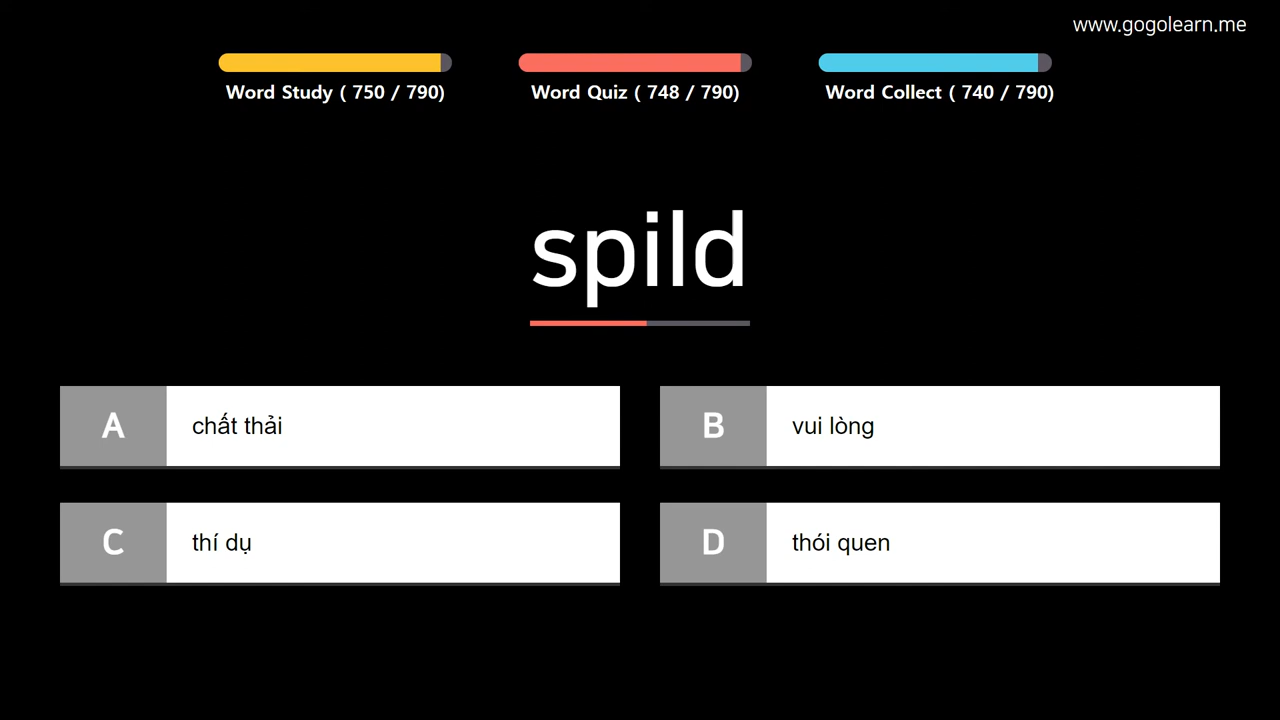 www.gogolearn.me
Word Study ( 750 / 790)
Word Quiz ( 748 / 790)
Word Collect ( 740 / 790)
spild
A chất thải
B vui lòng
C thí dụ
D thói quen